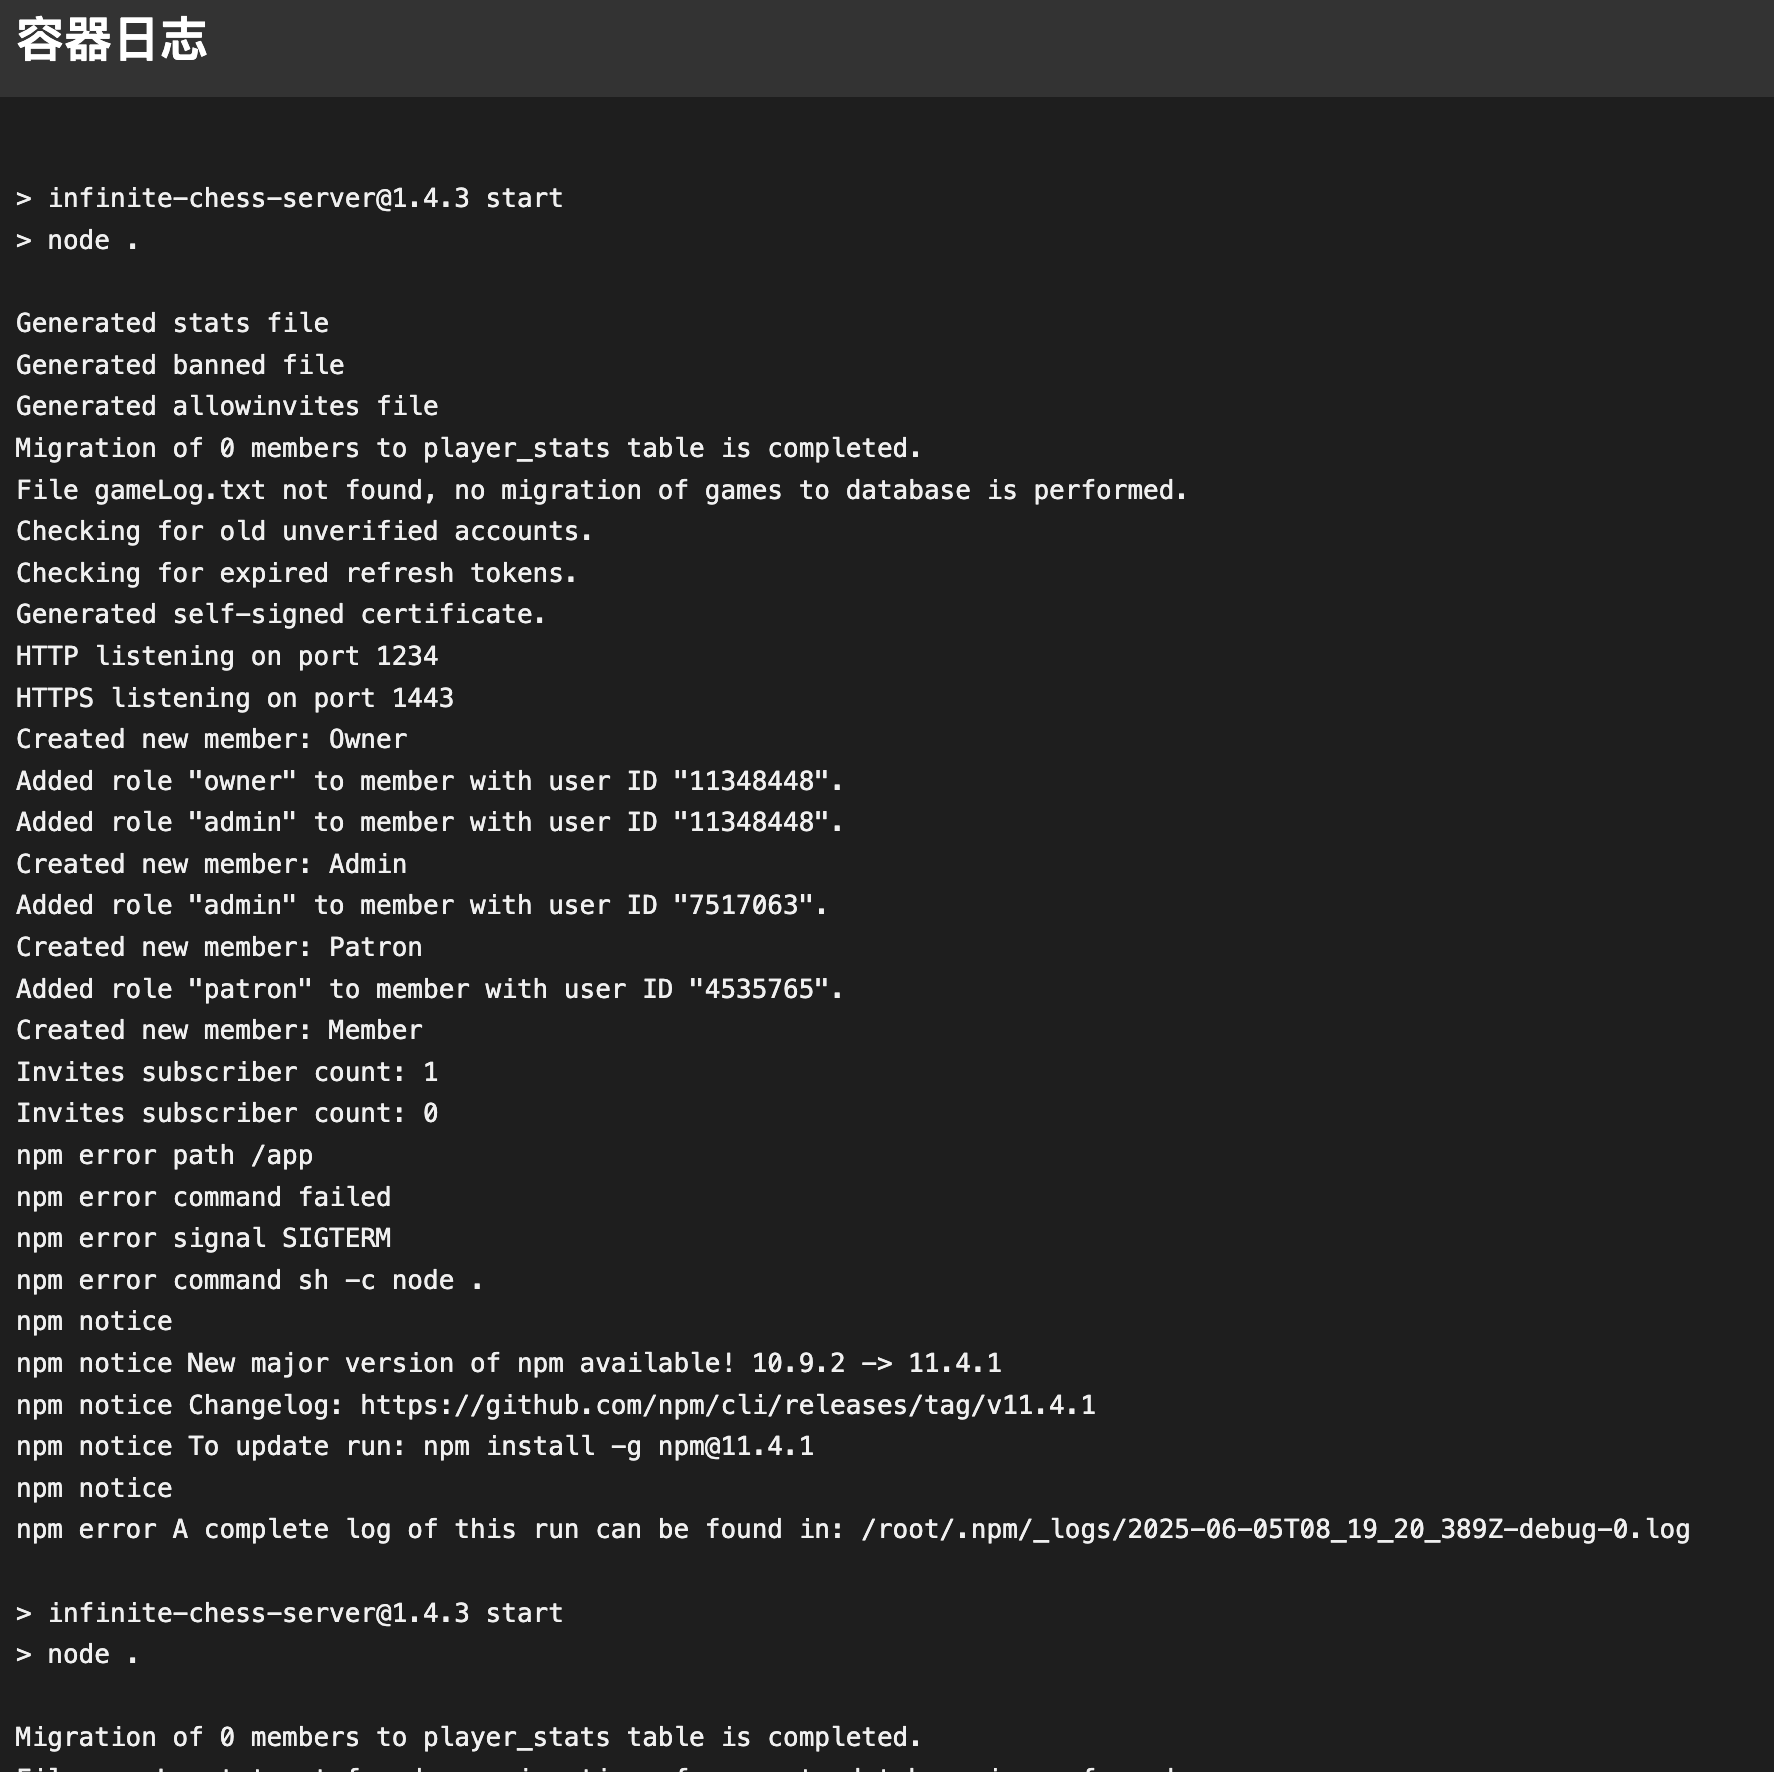 容器日志
> infinite-chess-server@1.4.3 start
> node .
Generated stats file
Generated banned file
Generated allowinvites file
Migration of 0 members to player_stats table is completed.
File gameLog.txt not found, no migration of games to database is performed.
Checking for old unverified accounts.
Checking for expired refresh tokens.
Generated self-signed certificate.
HTTP listening on port 1234
HTTPS listening on port 1443
Created new member: Owner
Added role "owner" to member with user ID "11348448".
Added role "admin" to member with user ID "11348448".
Created new member: Admin
Added role "admin" to member with user ID "7517063".
Created new member: Patron
Added role "patron" to member with user ID "4535765".
Created new member: Member
Invites subscriber count: 1
Invites subscriber count: 0
npm error path /app
npm error command failed
npm error signal SIGTERM
npm error command sh -c node .
npm notice
npm notice New major version of npm available! 10.9.2 -> 11.4.1
npm notice Changelog: https://github.com/npm/cli/releases/tag/v11.4.1
npm notice To update run: npm install -g npm@11.4.1
npm notice
npm error A complete log of this run can be found in: /root/.npm/_logs/2025-06-05T08_19_20_389Z-debug-0.log
> infinite-chess-server@1.4.3 start
> node .
Migration of 0 members to player_stats table is completed.